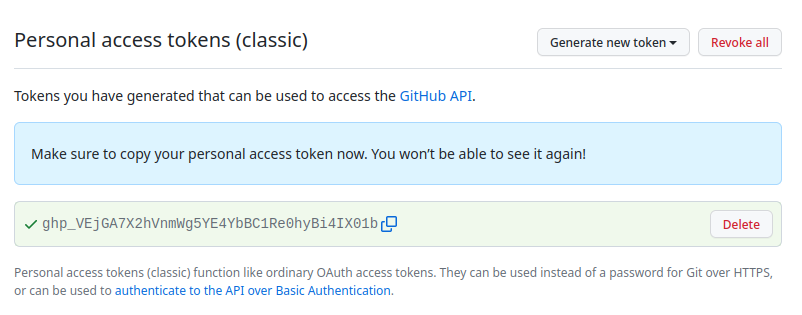 Personal access tokens (classic)
Generate new token
Revoke all
Tokens you have generated that can be used to access the GitHub API.
Make sure to copy your personal access token now. You won’t be able to see it again!
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
Delete
Personal access tokens (classic) function like ordinary OAuth access tokens. They can be used instead of a password for Git over HTTPS,
or can be used to authenticate to the API over Basic Authentication.